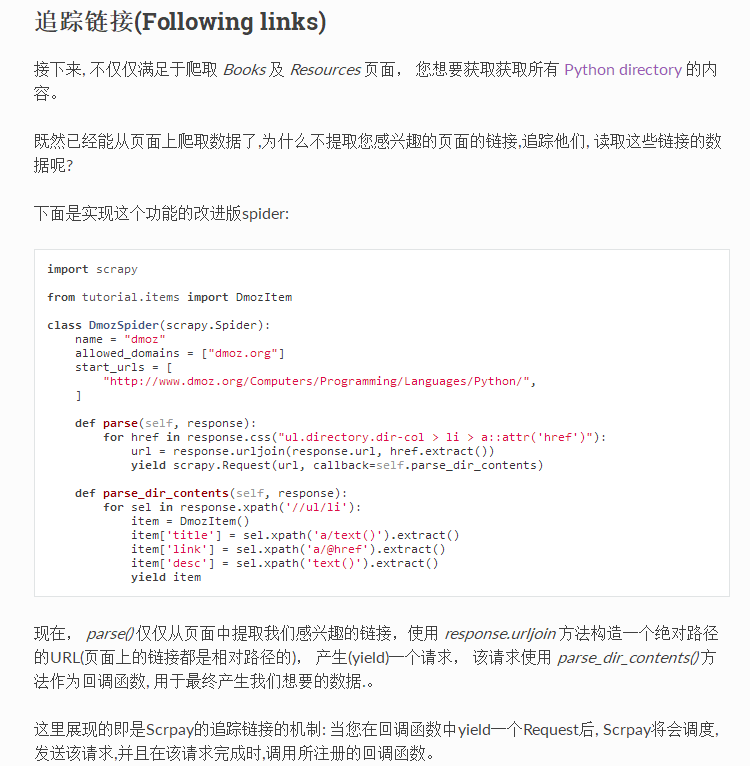 追踪链接(Following links)
接下来, 不仅仅满足于爬取 Books 及 Resources 页面， 您想要获取获取所有 Python directory 的内
容。
既然已经能从页面上爬取数据了,为什么不提取您感兴趣的页面的链接,追踪他们, 读取这些链接的数
据呢?
下面是实现这个功能的改进版spider:
import scrapy
from tutorial.items import DmozItem
class DmozSpider(scrapy.Spider):
    name = "dmoz"
    allowed_domains = ["dmoz.org"]
    start_urls = [
        "http://www.dmoz.org/Computers/Programming/Languages/Python/",
    ]
    def parse(self, response):
        for href in response.css("ul.directory.dir-col > li > a::attr('href')"):
            url = response.urljoin(response.url, href.extract())
            yield scrapy.Request(url, callback=self.parse_dir_contents)
    def parse_dir_contents(self, response):
        for sel in response.xpath('//ul/li'):
            item = DmozItem()
            item['title'] = sel.xpath('a/text()').extract()
            item['link'] = sel.xpath('a/@href').extract()
            item['desc'] = sel.xpath('text()').extract()
            yield item
现在， parse()仅仅从页面中提取我们感兴趣的链接，使用 response.urljoin 方法构造一个绝对路径
的URL(页面上的链接都是相对路径的)， 产生(yield)一个请求， 该请求使用 parse_dir_contents()方
法作为回调函数, 用于最终产生我们想要的数据.。
这里展现的即是Scrpay的追踪链接的机制: 当您在回调函数中yield一个Request后, Scrpay将会调度,
发送该请求,并且在该请求完成时,调用所注册的回调函数。